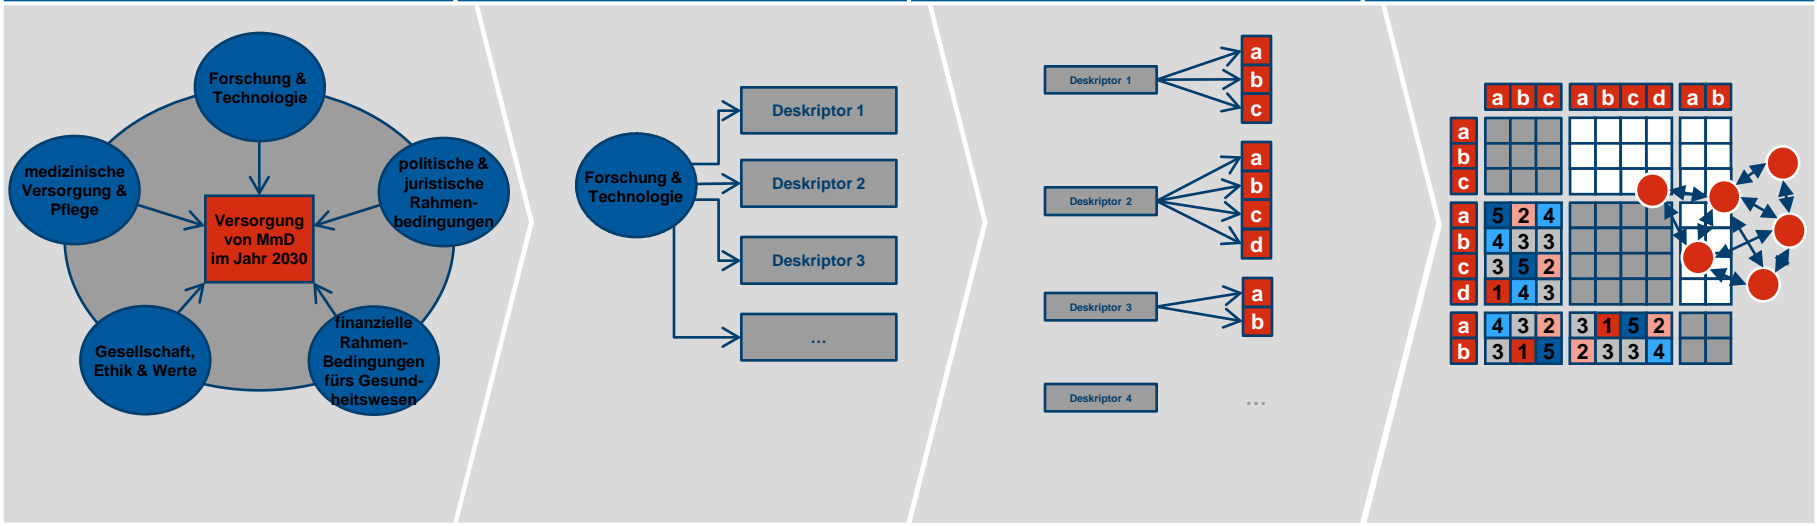 Forschung &
Technologie
medizinische
Versorgung &
Pflege
politische &
juristische
Rahmen-
bedingungen
Versorgung
von MmD
im Jahr 2030
Gesellschaft,
Ethik & Werte
finanzielle
Rahmen-
Bedingungen
fürs Gesund-
heitswesen
Forschung &
Technologie
Deskriptor 1
Deskriptor 2
Deskriptor 3
...
Deskriptor 1
a
b
c
Deskriptor 2
a
b
c
d
Deskriptor 3
a
b
Deskriptor 4
...
a b c a b c d a b
a
b
c
a 5 2 4
b 4 3 3
c 3 5 2
d 1 4 3
a 4 3 2 3 1 5 2
b 3 1 5 2 3 3 4